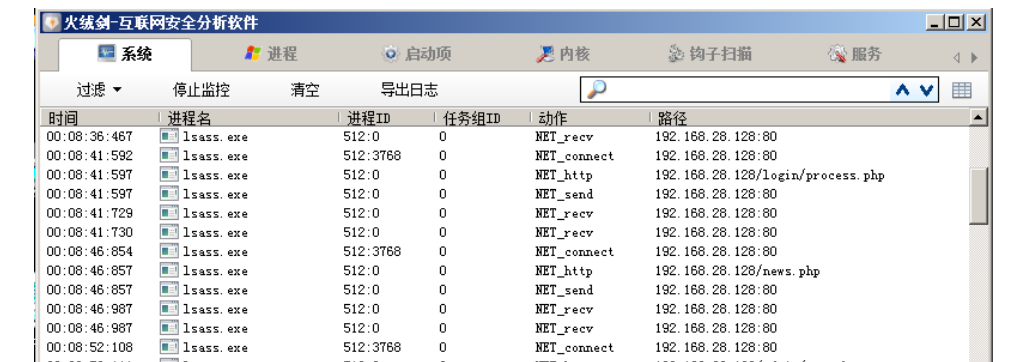 火绒剑-互联网安全分析软件
系统 进程 启动项 内核 钩子扫描 服务
过滤 停止监控 清空 导出日志
时间 进程名 进程ID 任务组ID 动作 路径
00:08:36:467 lsass.exe 512:0 0 NET_recv 192.168.28.128:80
00:08:41:592 lsass.exe 512:3768 0 NET_connect 192.168.28.128:80
00:08:41:597 lsass.exe 512:0 0 NET_http 192.168.28.128/login/process.php
00:08:41:597 lsass.exe 512:0 0 NET_send 192.168.28.128:80
00:08:41:729 lsass.exe 512:0 0 NET_recv 192.168.28.128:80
00:08:41:730 lsass.exe 512:0 0 NET_recv 192.168.28.128:80
00:08:46:854 lsass.exe 512:3768 0 NET_connect 192.168.28.128:80
00:08:46:857 lsass.exe 512:0 0 NET_http 192.168.28.128/news.php
00:08:46:857 lsass.exe 512:0 0 NET_send 192.168.28.128:80
00:08:46:987 lsass.exe 512:0 0 NET_recv 192.168.28.128:80
00:08:46:987 lsass.exe 512:0 0 NET_recv 192.168.28.128:80
00:08:52:108 lsass.exe 512:3768 0 NET_connect 192.168.28.128:80